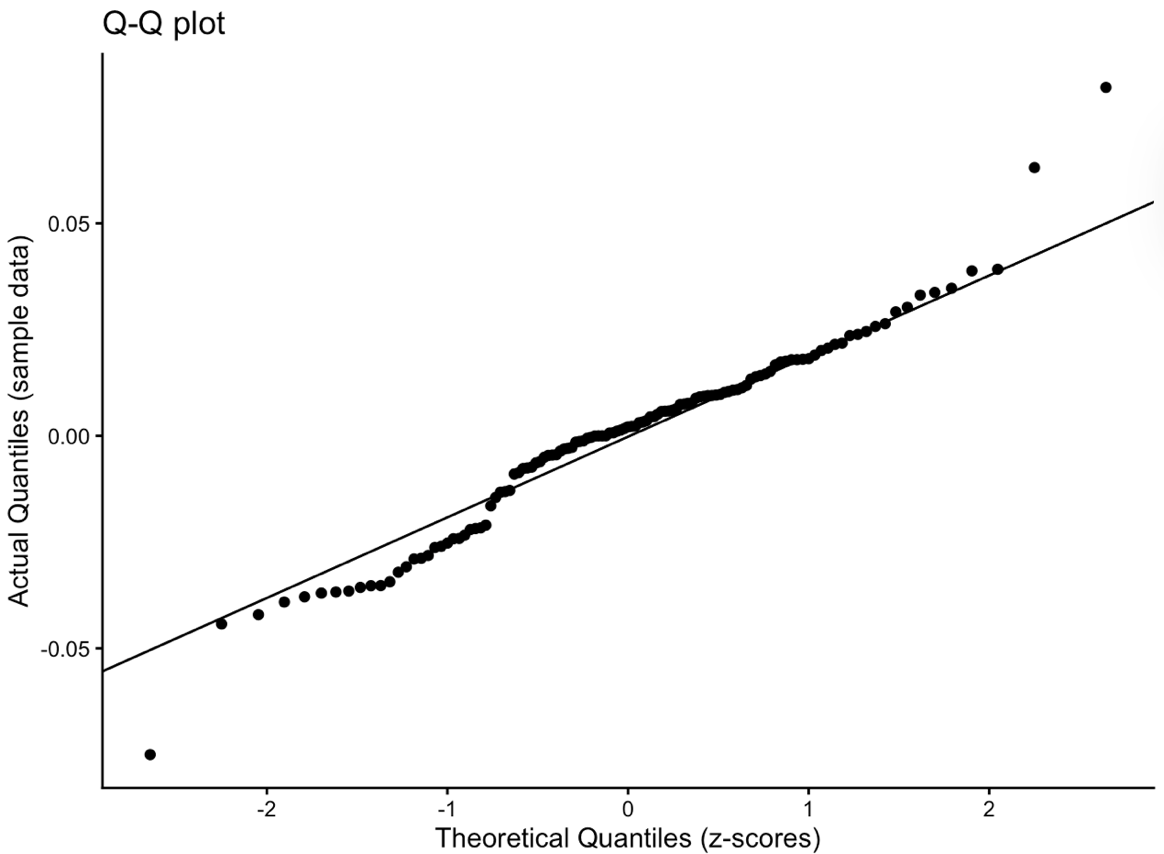 Q-Q plot
Actual Quantiles (sample data)
0.05
0.00
-0.05
-2
-1
0
1
2
Theoretical Quantiles (z-scores)